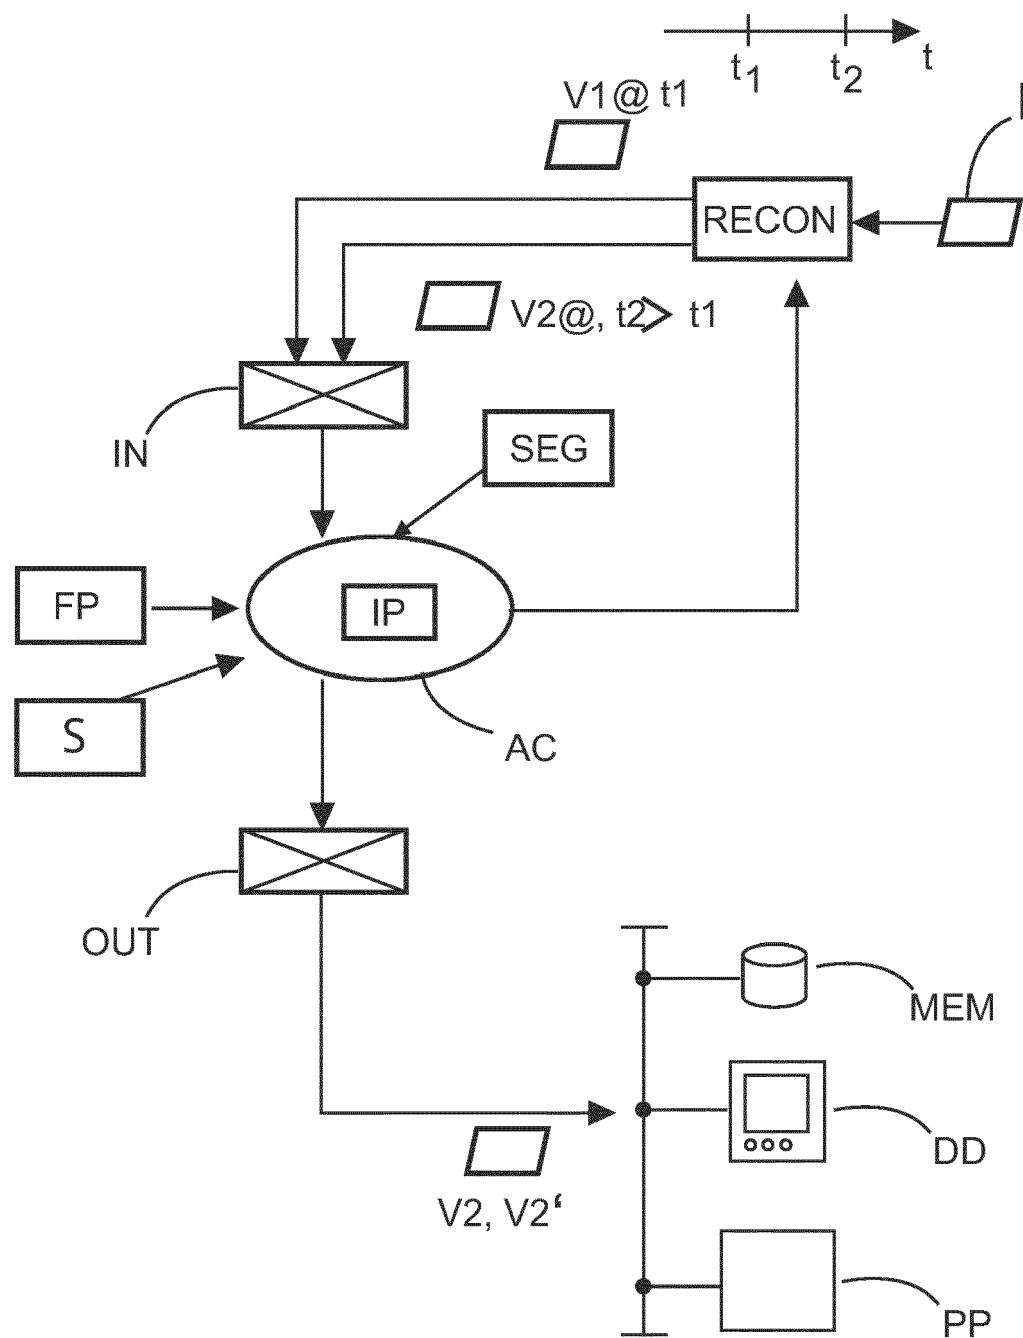 t1 t2 t
V1@ t1
RECON
V2@, t2> t1
IN
SEG
FP
IP
S
AC
OUT
MEM
DD
V2, V2‘
PP